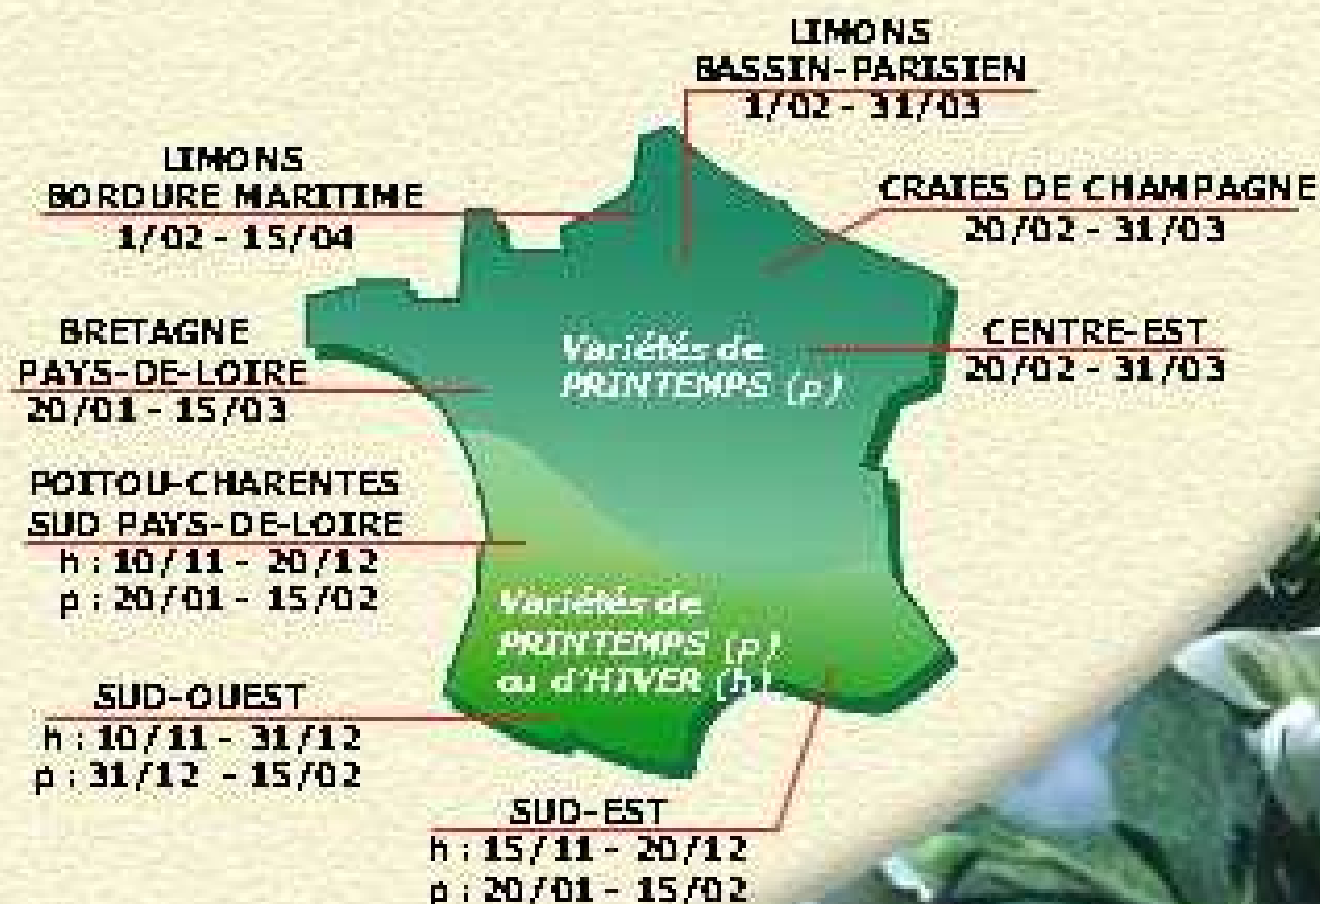 LIMONS
BASSIN-PARISIEN
1/02 - 31/03
LIMONS
BORDURE MARITIME
1/02 - 15/04
CRAIES DE CHAMPAGNE
20/02 - 31/03
BRETAGNE
PAYS-DE-LOIRE
20/01 - 15/03
CENTRE-EST
20/02 - 31/03
Variétés de
PRINTEMPS (p)
POITOU-CHARENTES
SUD PAYS-DE-LOIRE
h : 10/11 - 20/12
p : 20/01 - 15/02
Variétés de
PRINTEMPS (p)
ou d'HIVER (h)
SUD-OUEST
h : 10/11 - 31/12
p : 31/12 - 15/02
SUD-EST
h : 15/11 - 20/12
p : 20/01 - 15/02